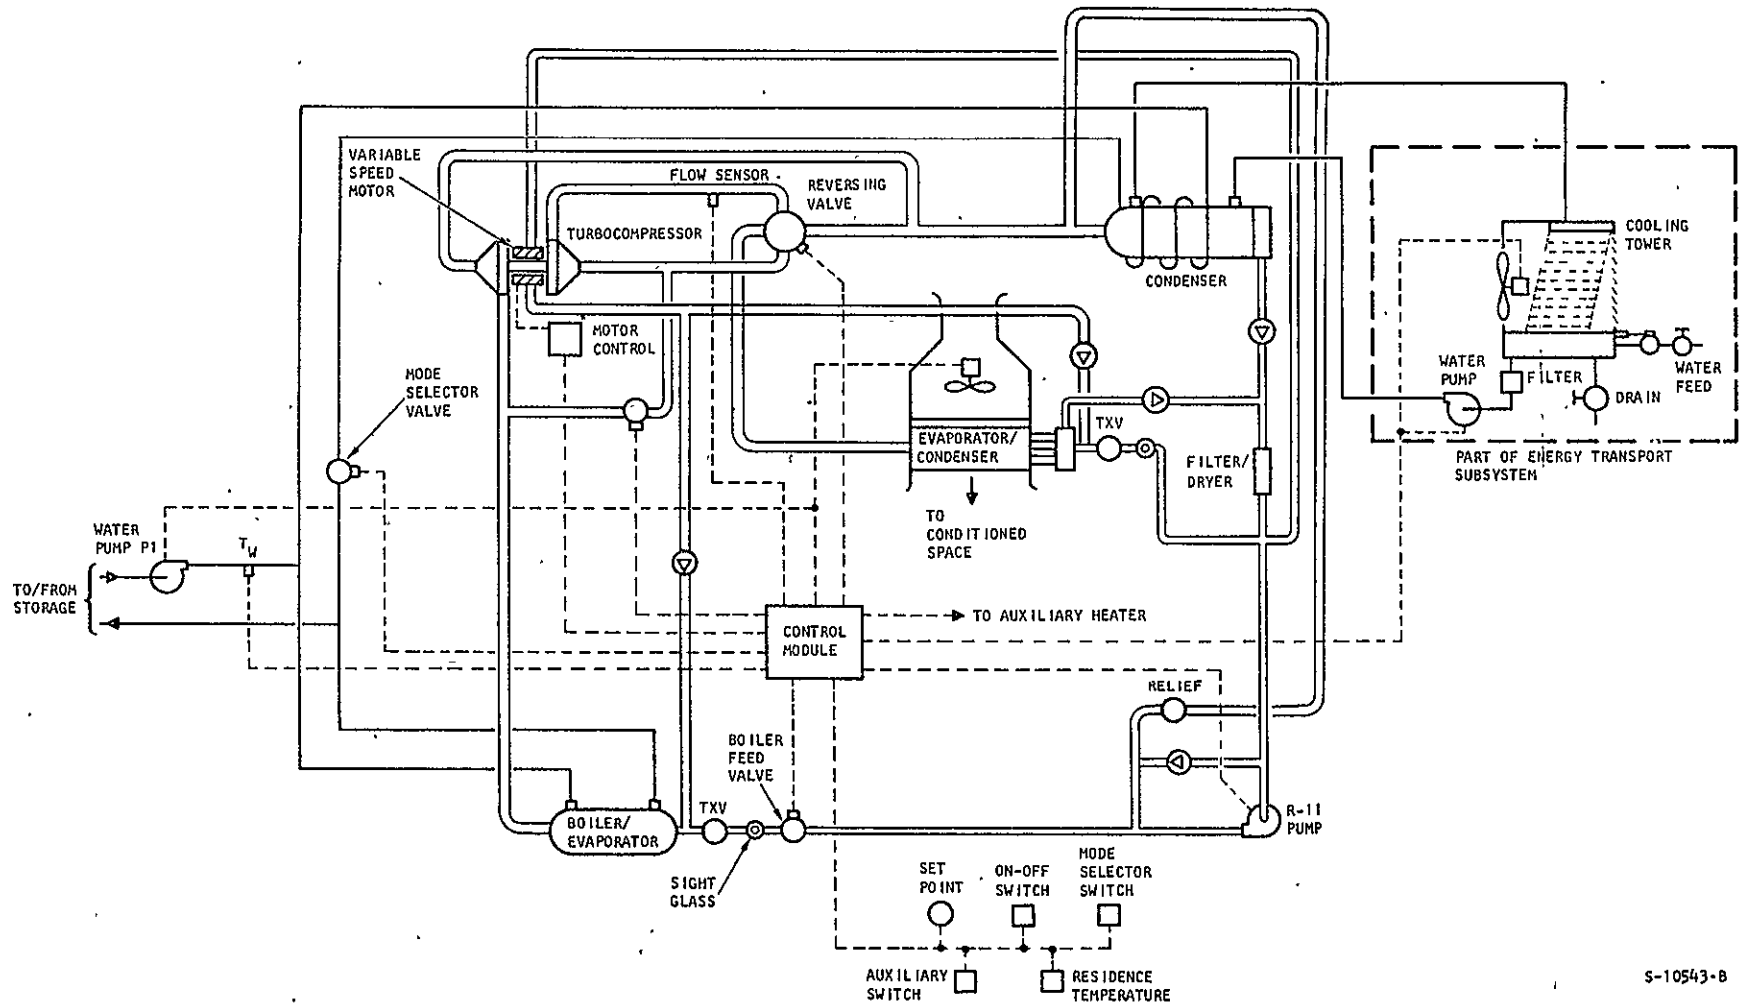 VARIABLE
SPEED
MOTOR
FLOW SENSOR
REVERSING
VALVE
TURBOCOMPRESSOR
CONDENSER
COOLING
TOWER
MOTOR
CONTROL
MODE
SELECTOR
VALVE
WATER
PUMP
FILTER
WATER
FEED
DRAIN
EVAPORATOR/
CONDENSER
TXV
FILTER/
DRYER
PART OF ENERGY TRANSPORT
SUBSYSTEM
TO
CONDITIONED
SPACE
WATER
PUMP P1
TW
TO/FROM
STORAGE
TO AUXILIARY HEATER
CONTROL
MODULE
RELIEF
BOILER
FEED
VALVE
TXV
BOILER/
EVAPORATOR
R-11
PUMP
SIGHT
GLASS
SET
POINT
ON-OFF
SWITCH
MODE
SELECTOR
SWITCH
AUXILIARY
SWITCH
RESIDENCE
TEMPERATURE
S-10543-B